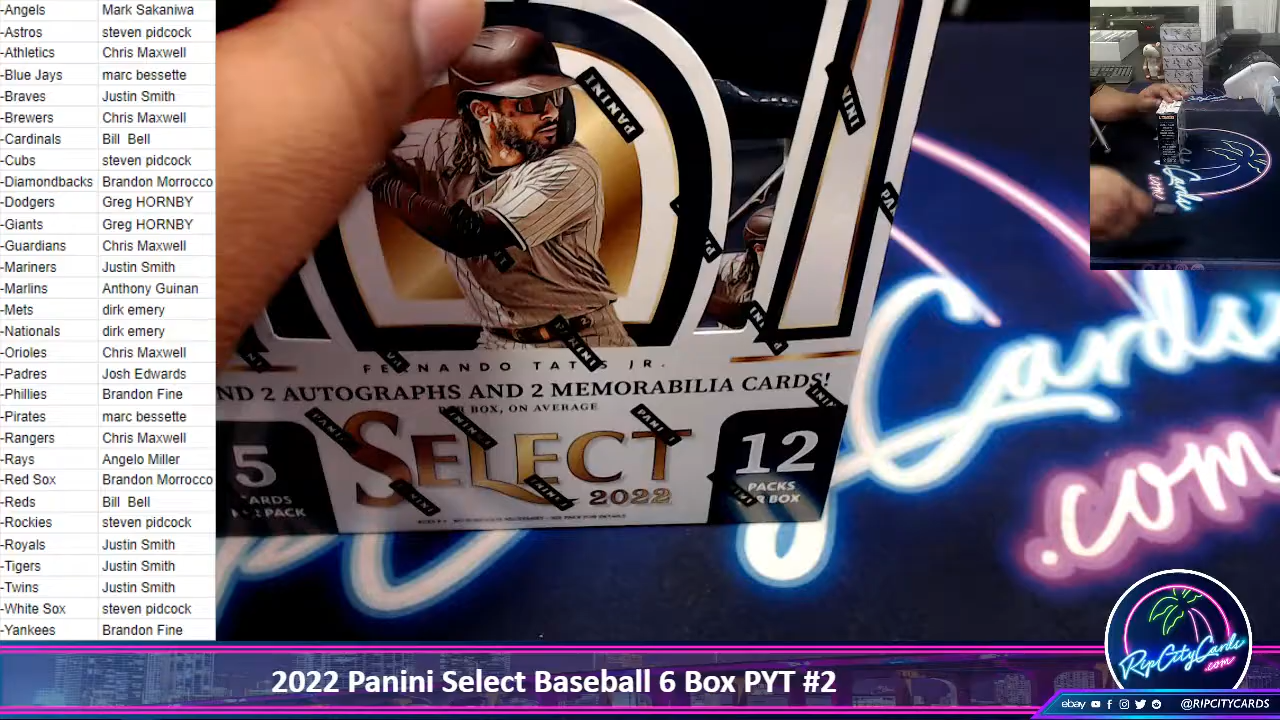 -Angels Mark Sakaniwa
-Astros steven pidcock
-Athletics Chris Maxwell
-Blue Jays marc bessette
-Braves Justin Smith
-Brewers Chris Maxwell
-Cardinals Bill Bell
-Cubs steven pidcock
-Diamondbacks Brandon Morrocco
-Dodgers Greg HORNBY
-Giants Greg HORNBY
-Guardians Chris Maxwell
-Mariners Justin Smith
-Marlins Anthony Guinan
-Mets dirk emery
-Nationals dirk emery
-Orioles Chris Maxwell
-Padres Josh Edwards
-Phillies Brandon Fine
-Pirates marc bessette
-Rangers Chris Maxwell
-Rays Angelo Miller
-Red Sox Brandon Morrocco
-Reds Bill Bell
-Rockies steven pidcock
-Royals Justin Smith
-Tigers Justin Smith
-Twins Justin Smith
-White Sox steven pidcock
-Yankees Brandon Fine
PANINI
FERNANDO TATIS JR.
ND 2 AUTOGRAPHS AND 2 MEMORABILIA CARDS!
BOX, ON AVERAGE
SELECT
2022
5
12
PACKS
BOX
Cards
.com
RipCityCards
.com
2022 Panini Select Baseball 6 Box PYT #2
ebay @RIPCITYCARDS